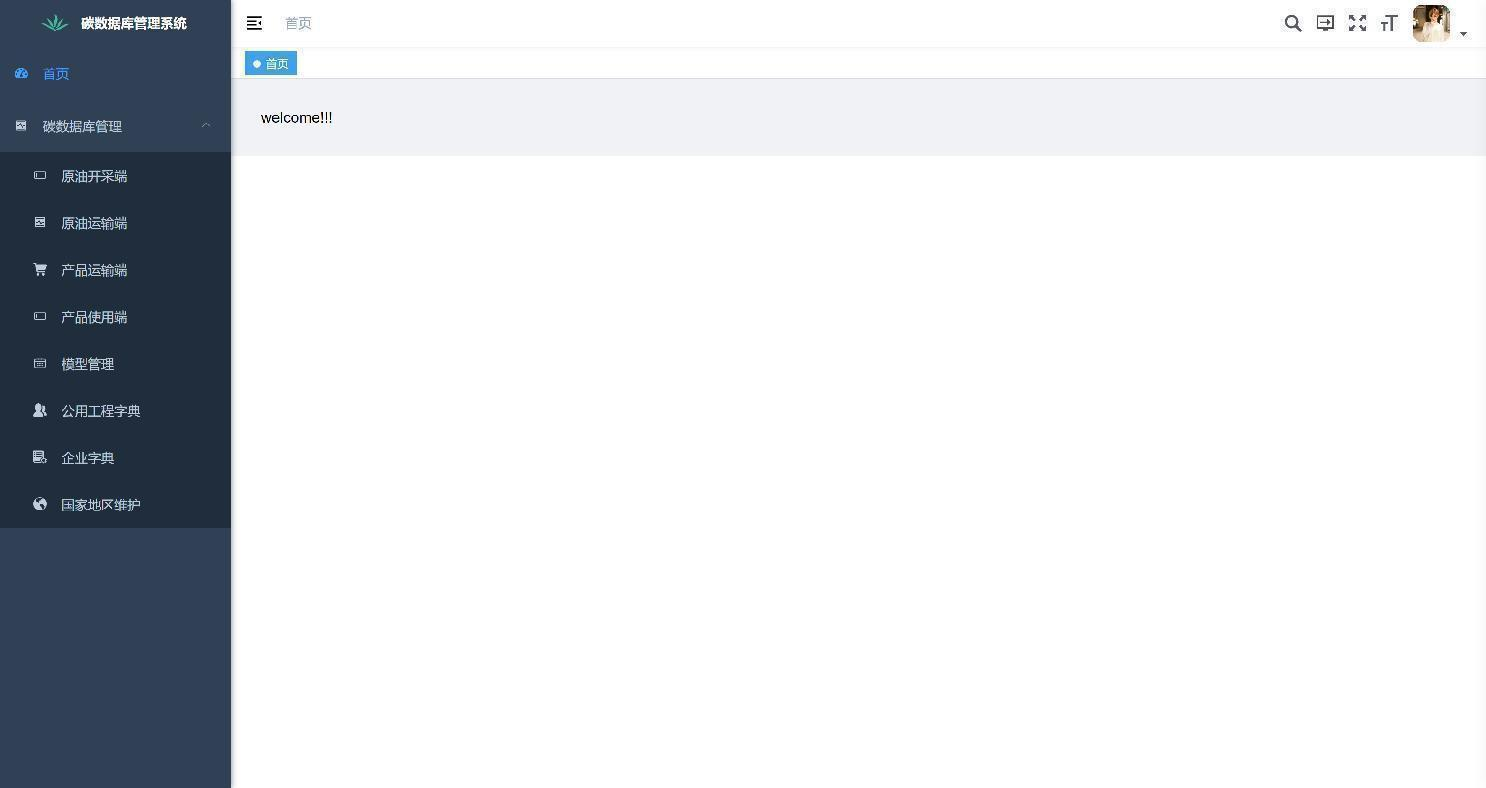 碳数据库管理系统
首页
首页
首页
welcome!!!
碳数据库管理
原油开采端
原油运输端
产品运输端
产品使用端
模型管理
公用工程字典
企业字典
国家地区维护